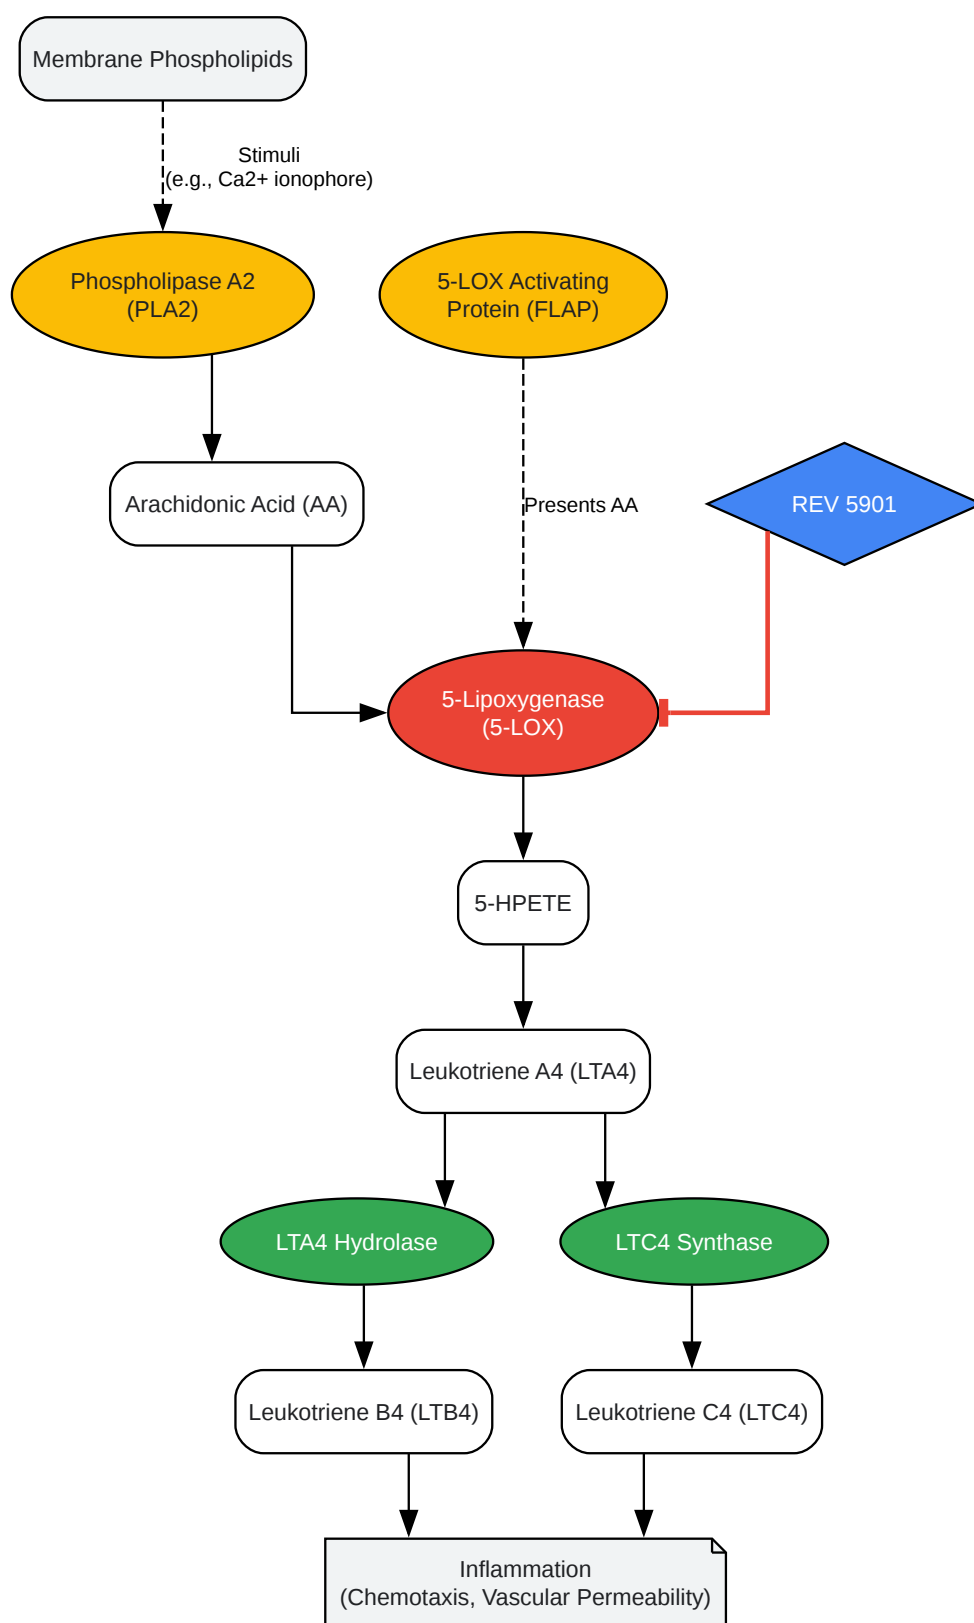 Membrane Phospholipids
Stimuli
(e.g., Ca2+ ionophore)
Phospholipase A2
(PLA2)
5-LOX Activating
Protein (FLAP)
Arachidonic Acid (AA)
Presents AA
REV 5901
5-Lipoxygenase
(5-LOX)
5-HPETE
Leukotriene A4 (LTA4)
LTA4 Hydrolase
LTC4 Synthase
Leukotriene B4 (LTB4)
Leukotriene C4 (LTC4)
Inflammation
(Chemotaxis, Vascular Permeability)